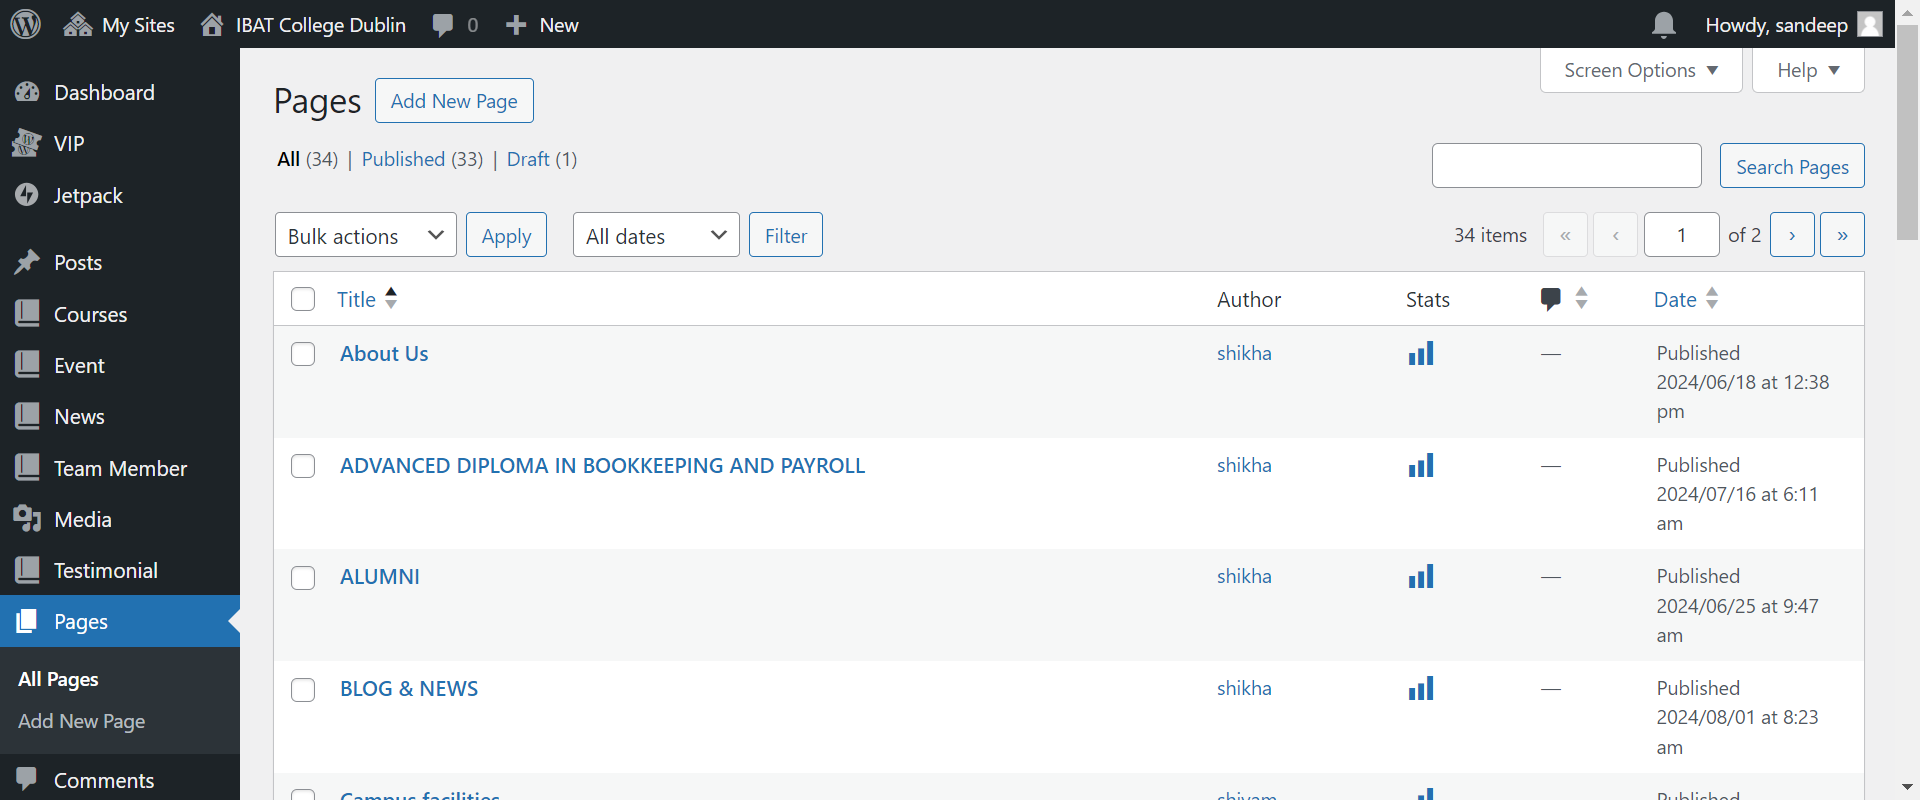 My Sites IBAT College Dublin 0 New Howdy, sandeep
Screen Options Help
Dashboard
VIP
Jetpack
Posts
Courses
Event
News
Team Member
Media
Testimonial
Pages
All Pages
Add New Page
Comments
Pages Add New Page
All (34) | Published (33) | Draft (1)
Search Pages
Bulk actions Apply All dates Filter 34 items « ‹ 1 of 2 › »
Title Author Stats Date
About Us shikha — Published
2024/06/18 at 12:38
pm
ADVANCED DIPLOMA IN BOOKKEEPING AND PAYROLL shikha — Published
2024/07/16 at 6:11
am
ALUMNI shikha — Published
2024/06/25 at 9:47
am
BLOG & NEWS shikha — Published
2024/08/01 at 8:23
am
Campus facilities shivam Published